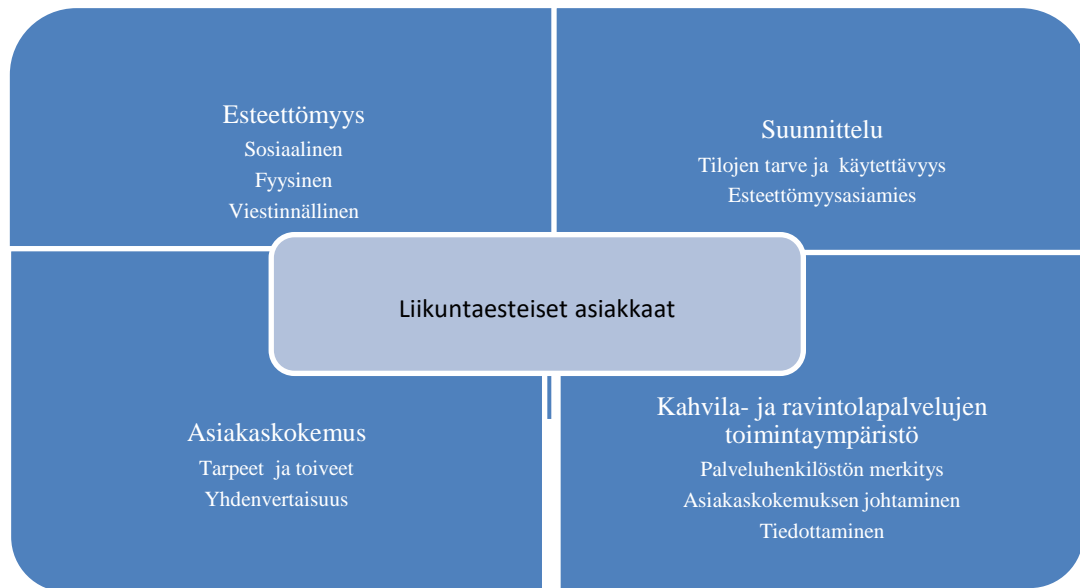 Esteettömyys
Sosiaalinen
Fyysinen
Viestinnällinen
Suunnittelu
Tilojen tarve ja käytettävyys
Esteettömyysasiamies
Liikuntaesteiset asiakkaat
Asiakaskokemus
Tarpeet ja toiveet
Yhdenvertaisuus
Kahvila- ja ravintolapalvelujen
toimintaympäristö
Palveluhenkilöstön merkitys
Asiakaskokemuksen johtaminen
Tiedottaminen